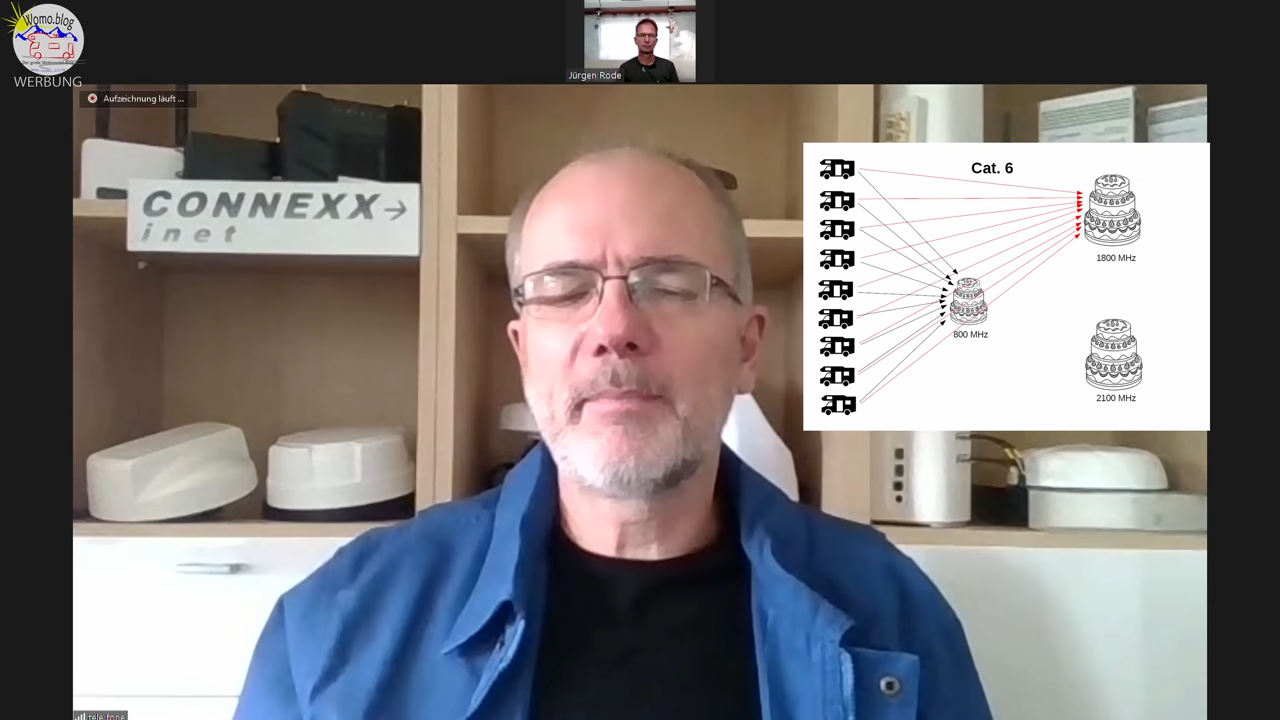 Womo.blog
WERBUNG
Jürgen Rode
Aufzeichnung läuft ...
CONNEXX
inet
Cat. 6
1800 MHz
800 MHz
2100 MHz
tele.fone